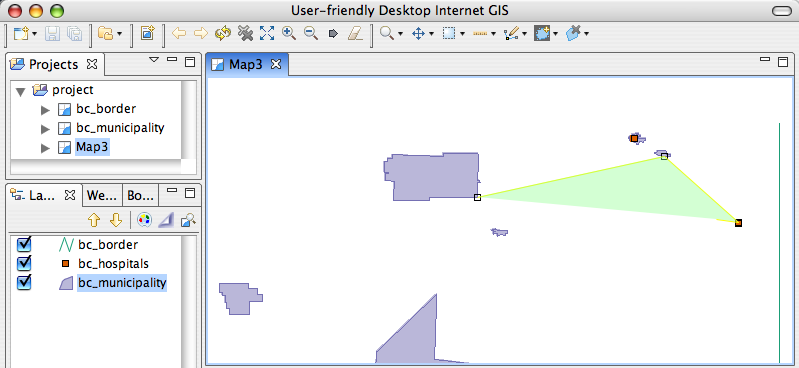 User-friendly Desktop Internet GIS
Projects
project
bc_border
bc_municipality
Map3
La...
We...
Bo...
bc_border
bc_hospitals
bc_municipality
Map3